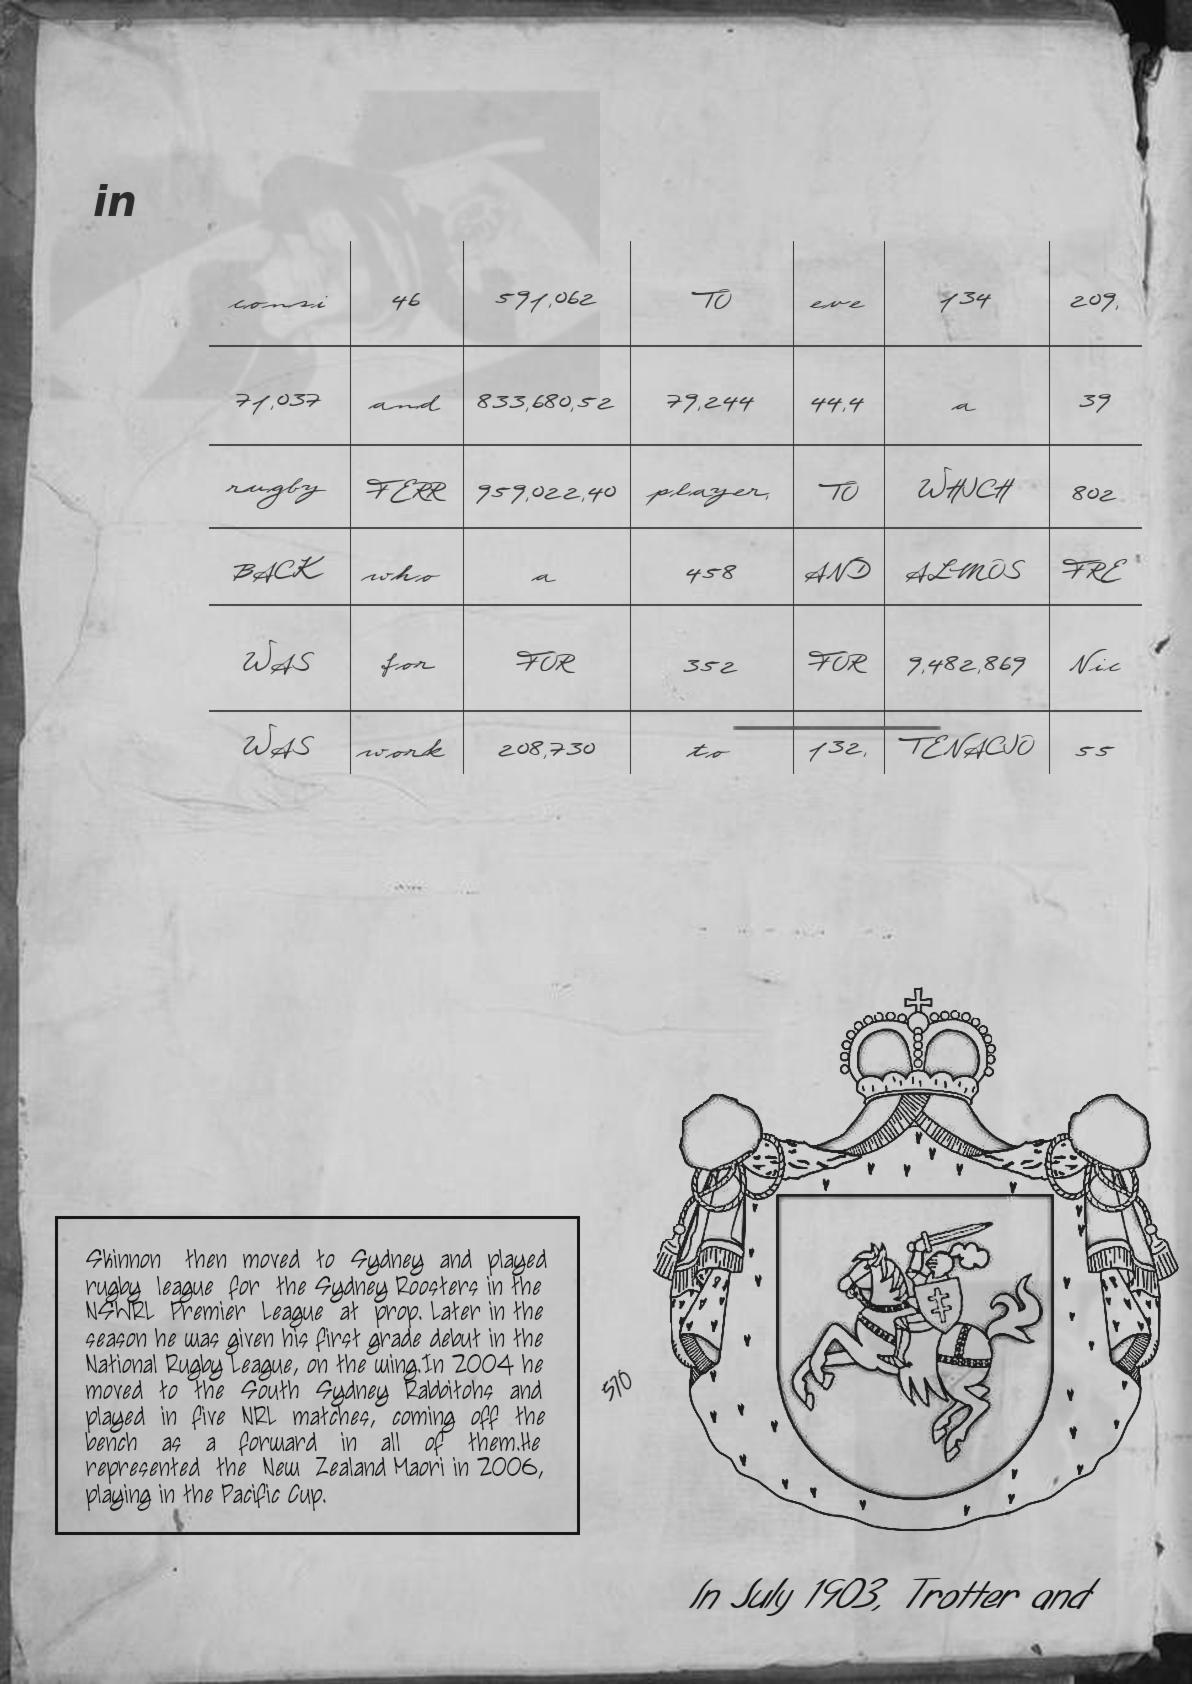 in
consi 46 591,062 TO eve 134 209,
71,037 and 833,680,52 79,244 44.4 a 39
rugby FERR 959,022,40 player, TO WHICH 802
BACK who a 458 AND ALMOS FRE
WAS for FOR 352 FOR 9,482,869 Nic
WAS work 208,730 to 132, TENACIO 55
Shinnon then moved to Sydney and played
rugby league for the Sydney Roosters in the
NSWRL Premier League at prop. Later in the
season he was given his first grade debut in the
National Rugby League, on the wing.In 2004 he
moved to the South Sydney Rabbitohs and
played in five NRL matches, coming off the
bench as a forward in all of them.He
represented the New Zealand Maori in 2006,
playing in the Pacific Cup.
510
In July 1903, Trotter and